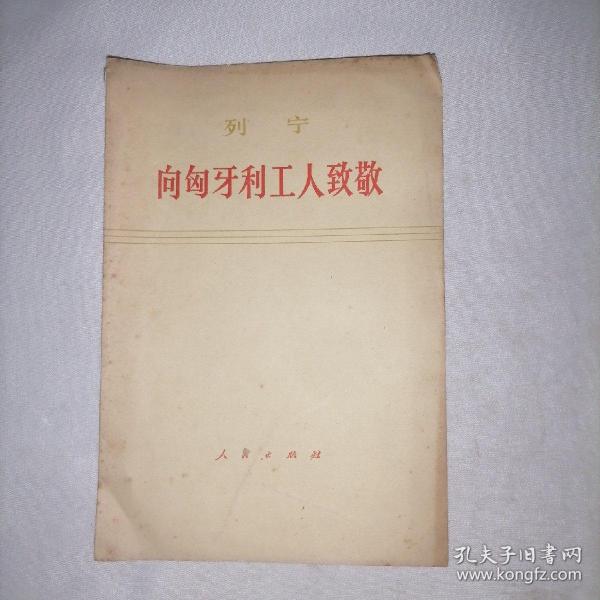 列 宁
向匈牙利工人致敬
人民出版社
孔夫子旧书网
www.kongfz.com